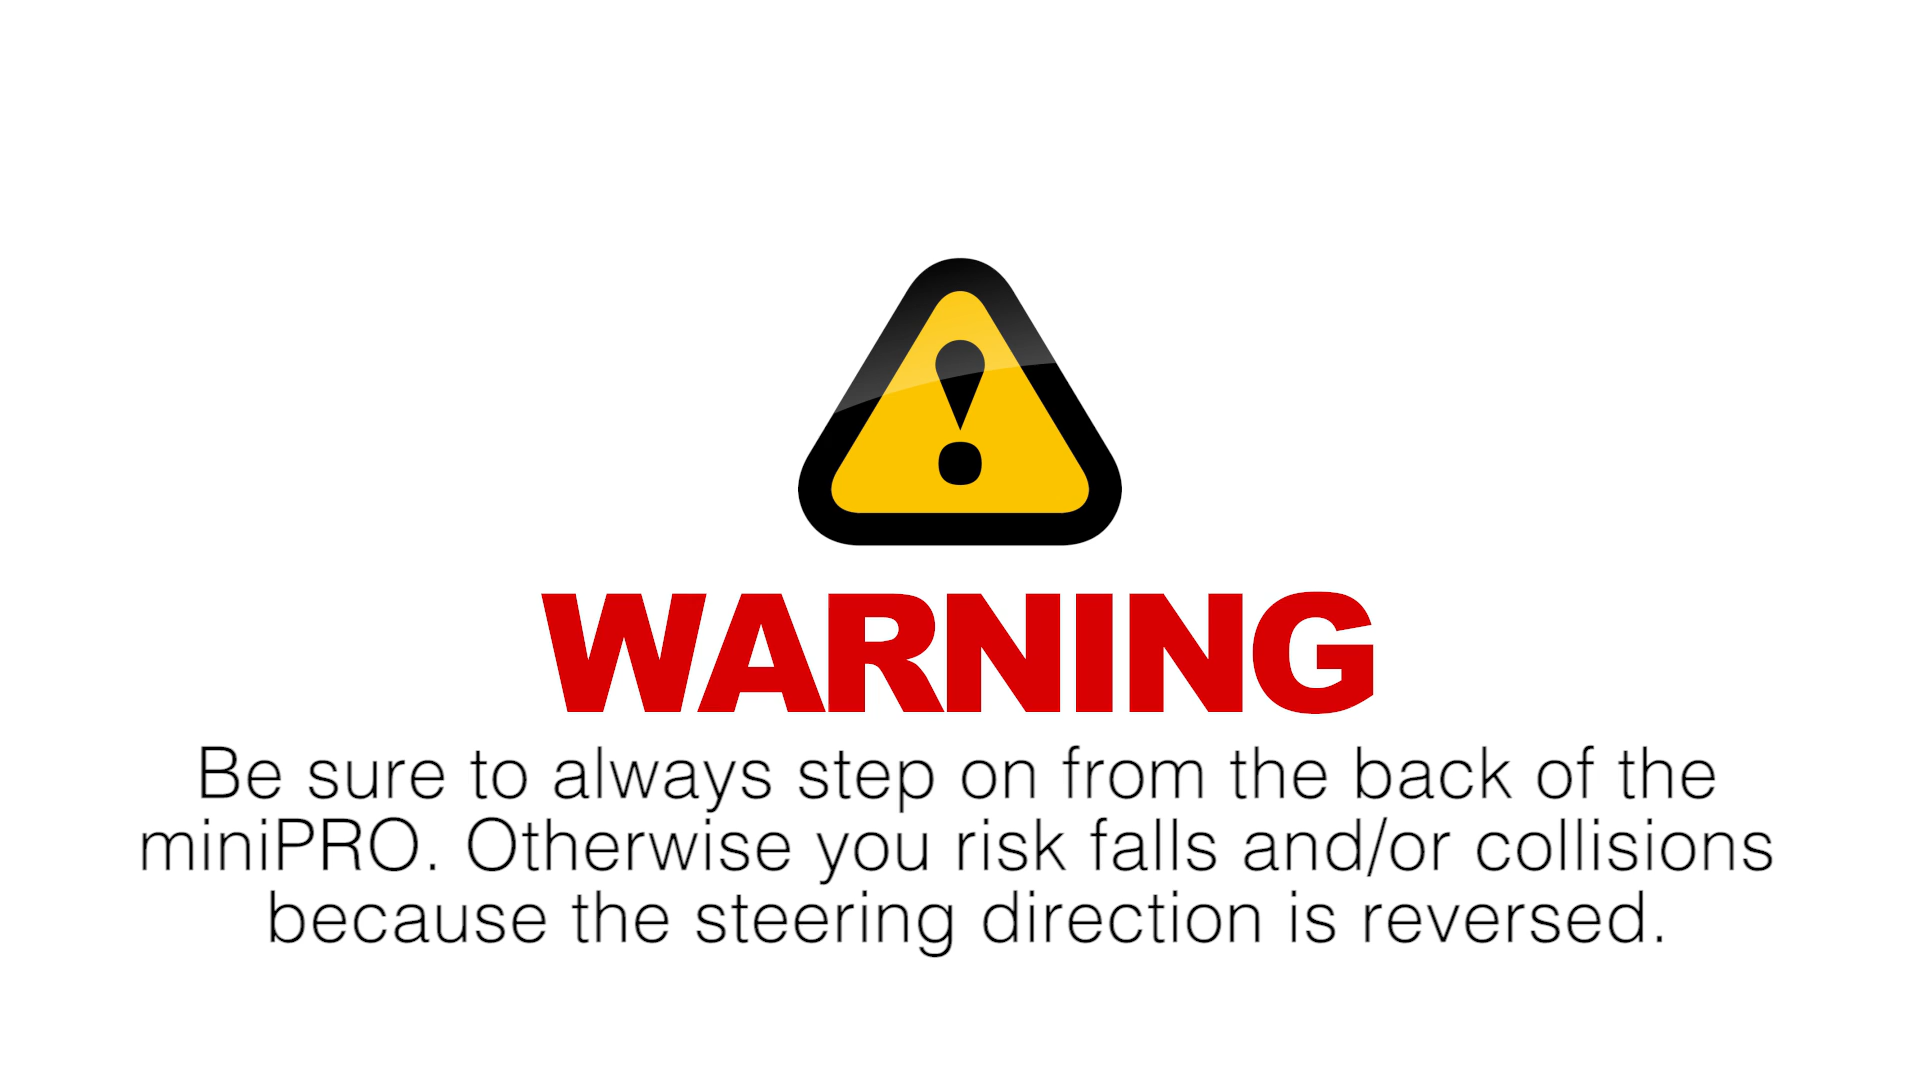 WARNING
Be sure to always step on from the back of the
miniPRO. Otherwise you risk falls and/or collisions
because the steering direction is reversed.